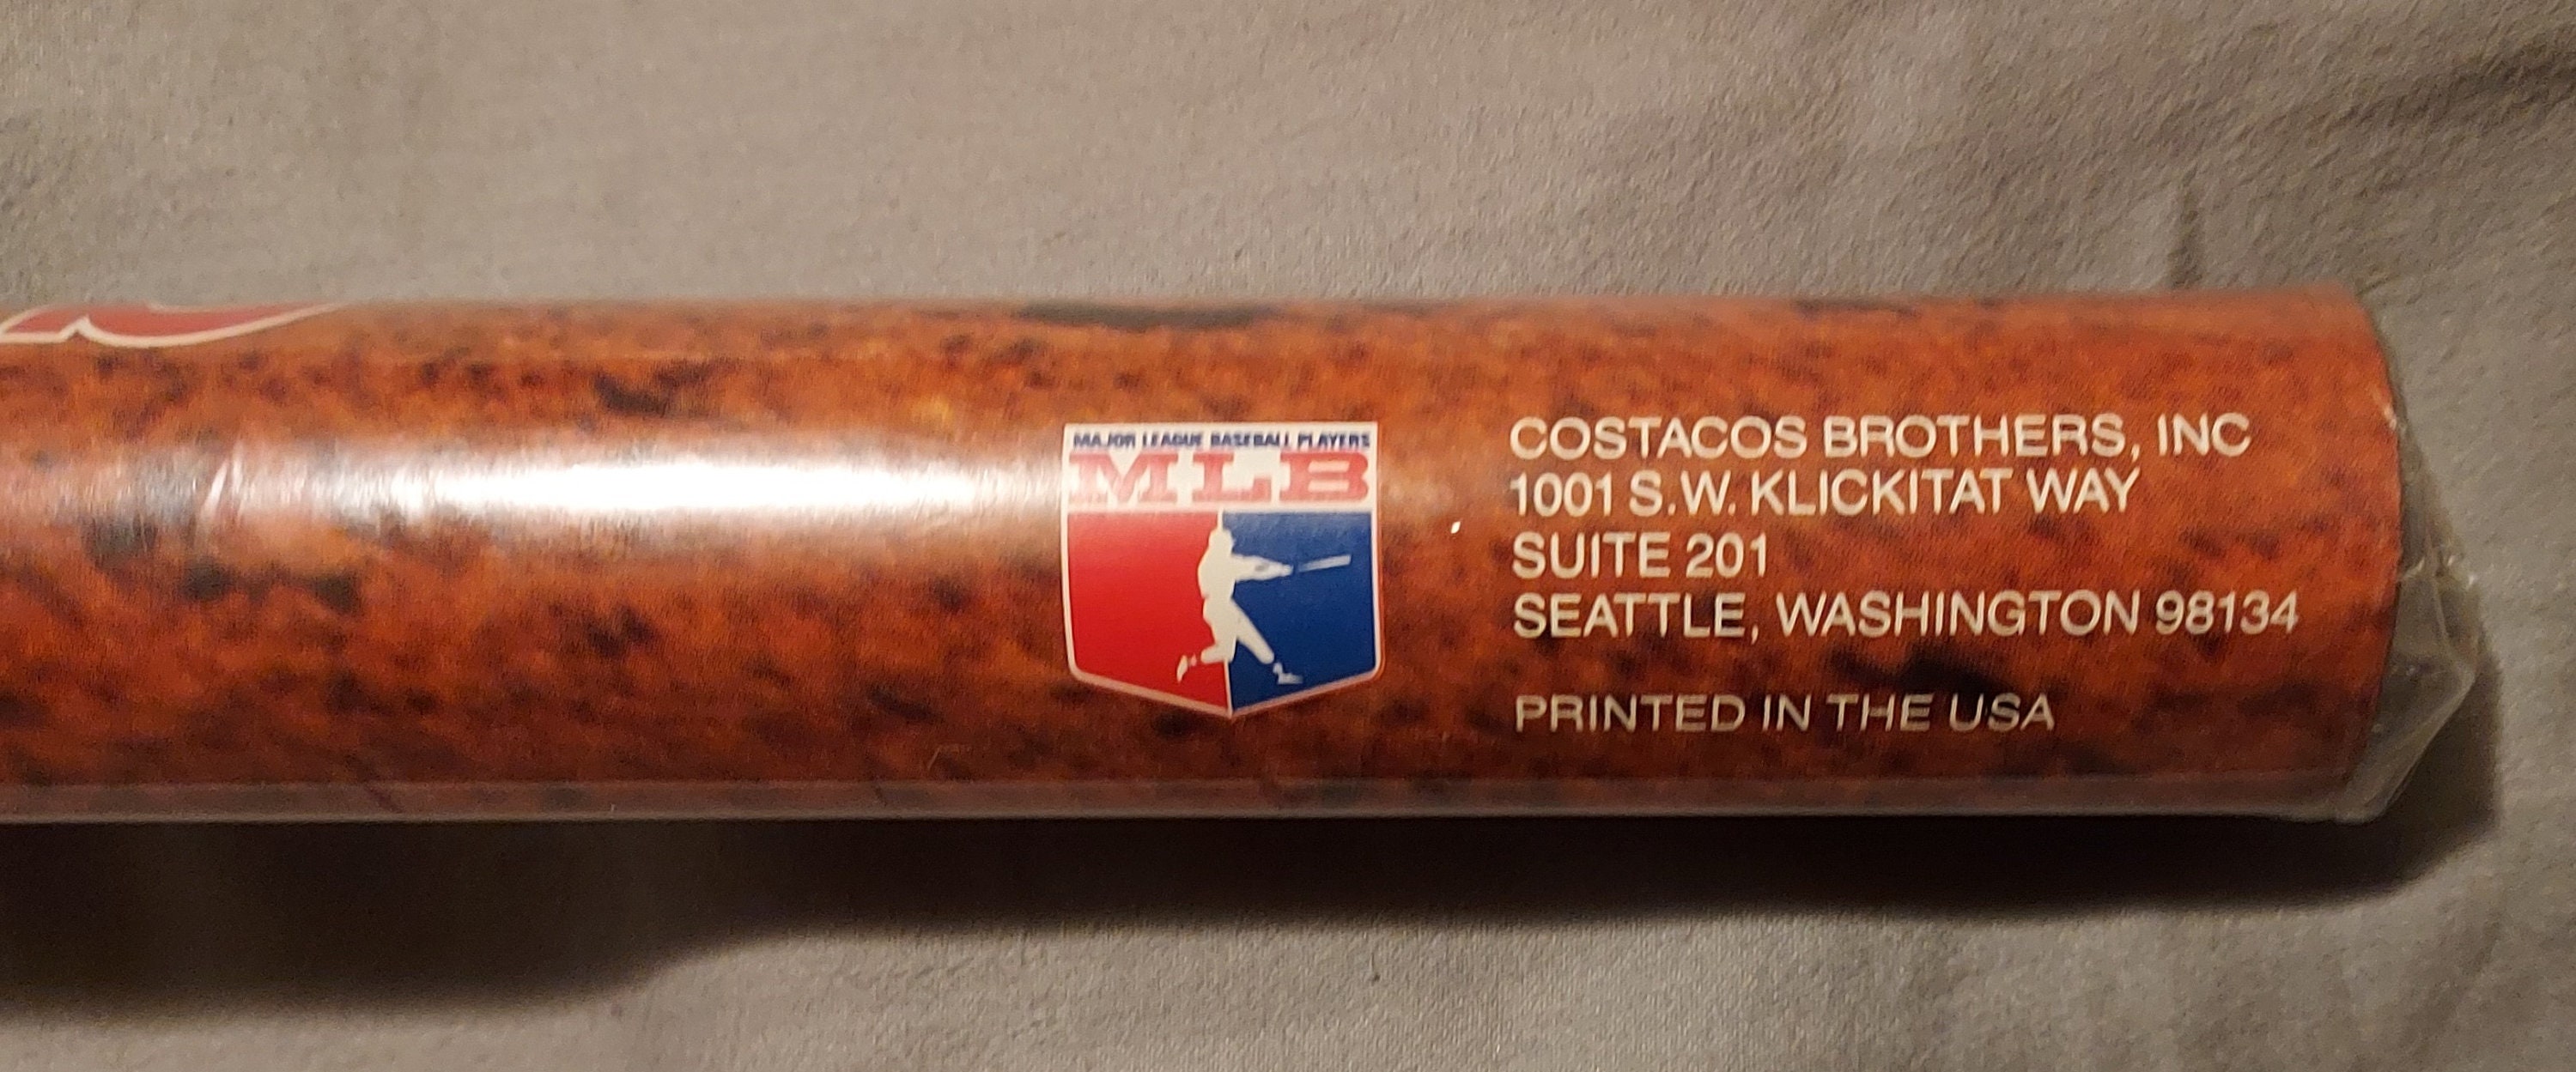 MAJOR LEAGUE BASEBALL PLAYERS
MLB
COSTACOS BROTHERS, INC
1001 S.W. KLICKITAT WAY
SUITE 201
SEATTLE, WASHINGTON 98134
PRINTED IN THE USA